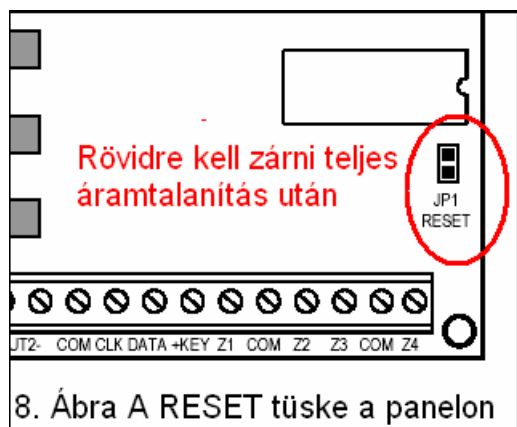 Rövidre kell zárni teljes
áramtalanítás után
JP1
RESET
UT2- COM CLK DATA +KEY Z1 COM Z2 Z3 COM Z4
8. Ábra A RESET tüske a panelon